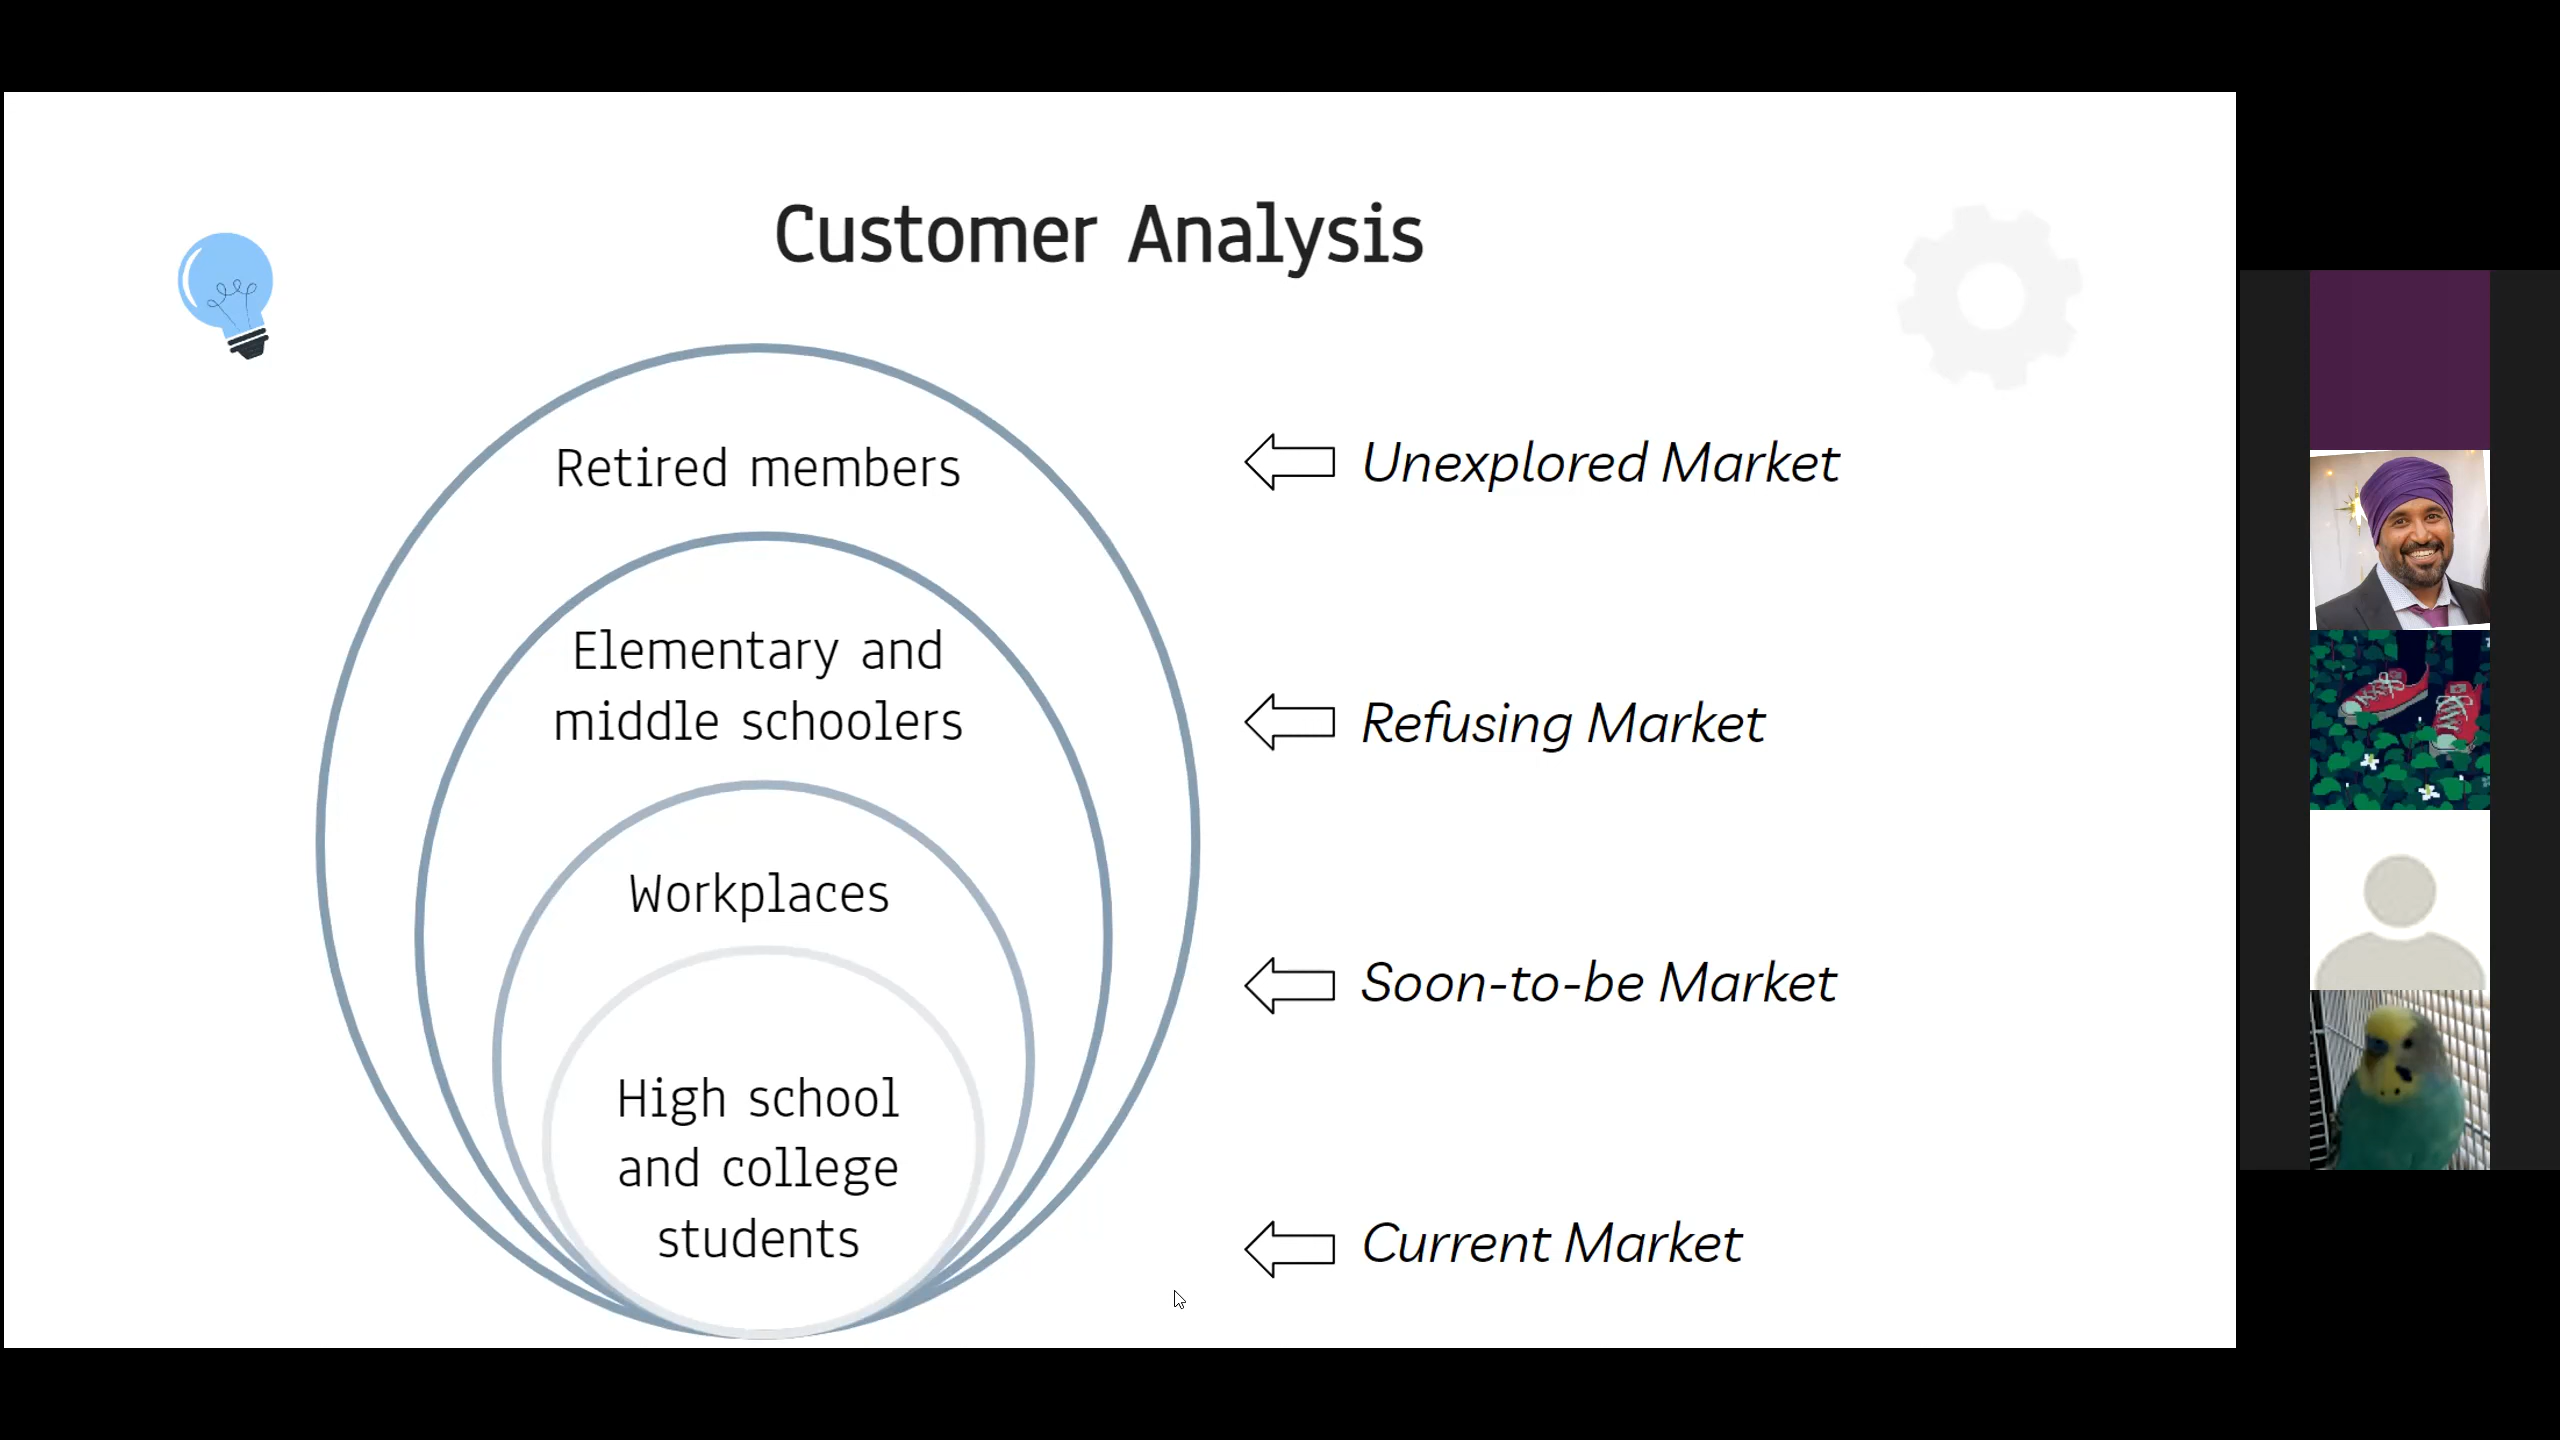 Customer Analysis
Retired members
Unexplored Market
Elementary and
middle schoolers
Refusing Market
Workplaces
Soon-to-be Market
High school
and college
students
Current Market